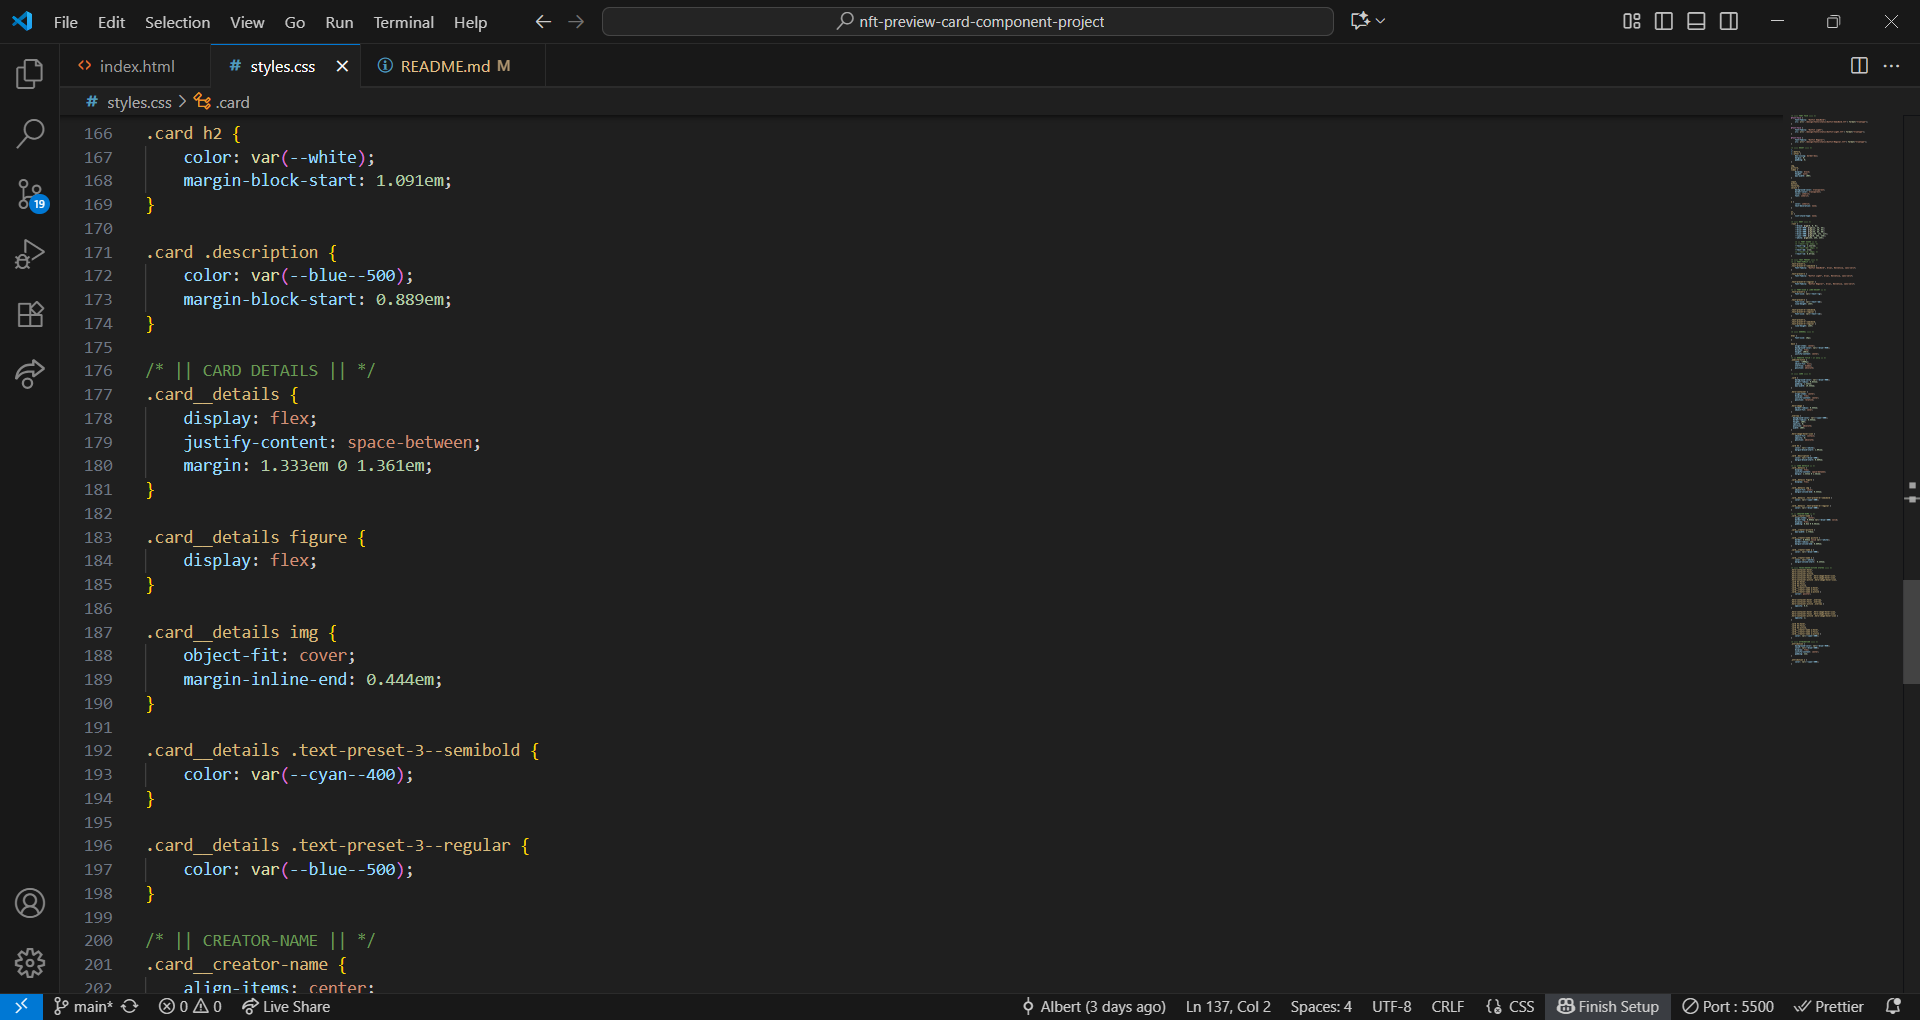 File Edit Selection View Go Run Terminal Help
nft-preview-card-component-project
index.html
# styles.css
README.md M
# styles.css > .card
19
166 .card h2 {
167 color: var(--white);
168 margin-block-start: 1.091em;
169 }
170
171 .card .description {
172 color: var(--blue--500);
173 margin-block-start: 0.889em;
174 }
175
176 /* || CARD DETAILS || */
177 .card__details {
178 display: flex;
179 justify-content: space-between;
180 margin: 1.333em 0 1.361em;
181 }
182
183 .card__details figure {
184 display: flex;
185 }
186
187 .card__details img {
188 object-fit: cover;
189 margin-inline-end: 0.444em;
190 }
191
192 .card__details .text-preset-3--semibold {
193 color: var(--cyan--400);
194 }
195
196 .card__details .text-preset-3--regular {
197 color: var(--blue--500);
198 }
199
200 /* || CREATOR-NAME || */
201 .card__creator-name {
202 align-items: center;
main* 0 0 Live Share Albert (3 days ago) Ln 137, Col 2 Spaces: 4 UTF-8 CRLF {} CSS Finish Setup Port : 5500 Prettier